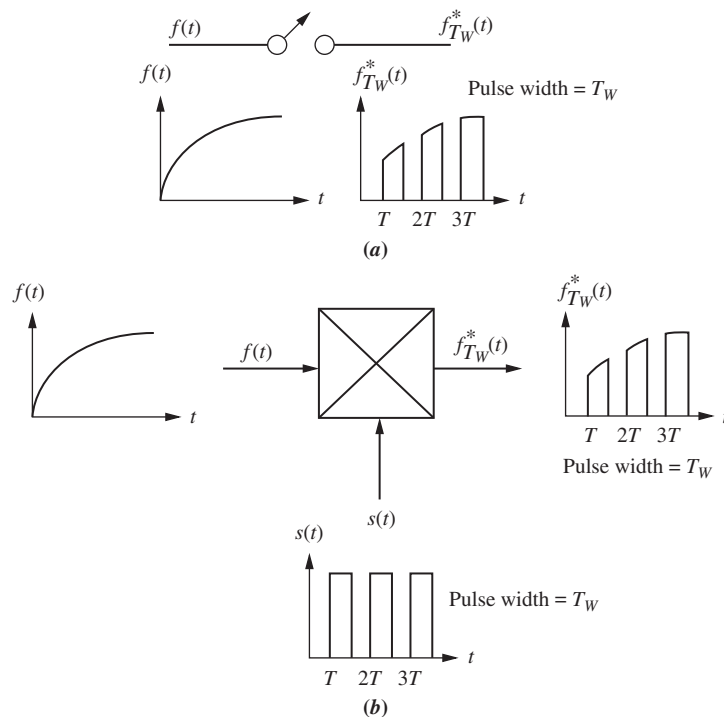 f(t) f*_{T_W}(t)
f(t) f*_{T_W}(t) Pulse width = T_W
t t
T 2T 3T
(a)
f(t) f*_{T_W}(t)
f(t) f*_{T_W}(t)
t t
T 2T 3T
Pulse width = T_W
s(t)
s(t)
Pulse width = T_W
t
T 2T 3T
(b)